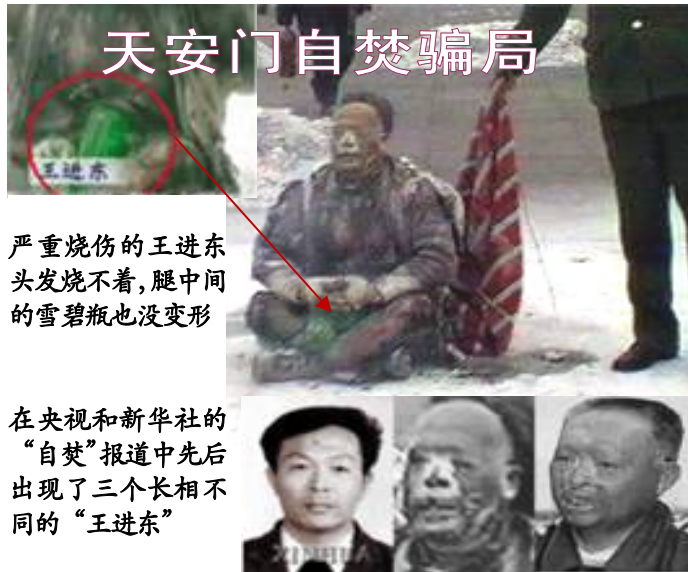 天安门自焚骗局
王进东
严重烧伤的王进东
头发烧不着，腿中间
的雪碧瓶也没变形
在央视和新华社的
“自焚”报道中先后
出现了三个长相不
同的“王进东”
XINHUA